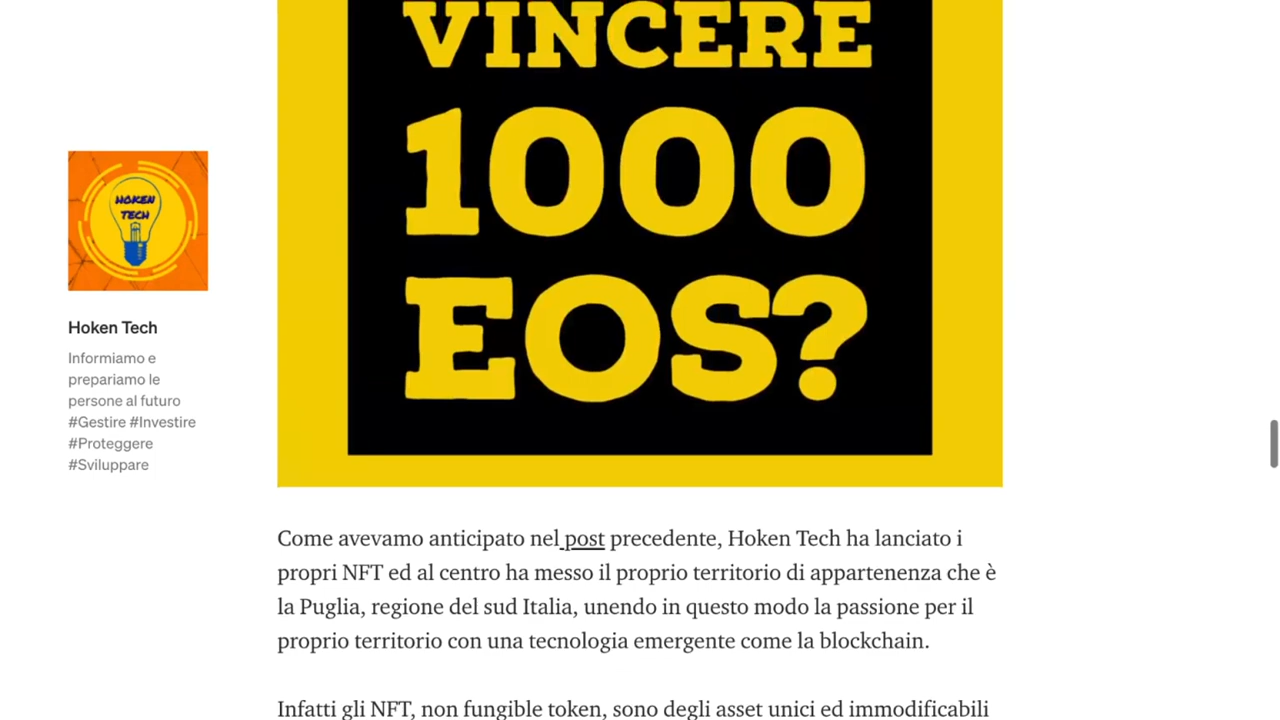 VINCERE
1000
EOS?
HOKEN
TECH
Hoken Tech
Informiamo e
prepariamo le
persone al futuro
#Gestire #Investire
#Proteggere
#Sviluppare
Come avevamo anticipato nel post precedente, Hoken Tech ha lanciato i
propri NFT ed al centro ha messo il proprio territorio di appartenenza che è
la Puglia, regione del sud Italia, unendo in questo modo la passione per il
proprio territorio con una tecnologia emergente come la blockchain.
Infatti gli NFT, non fungible token, sono degli asset unici ed immodificabili